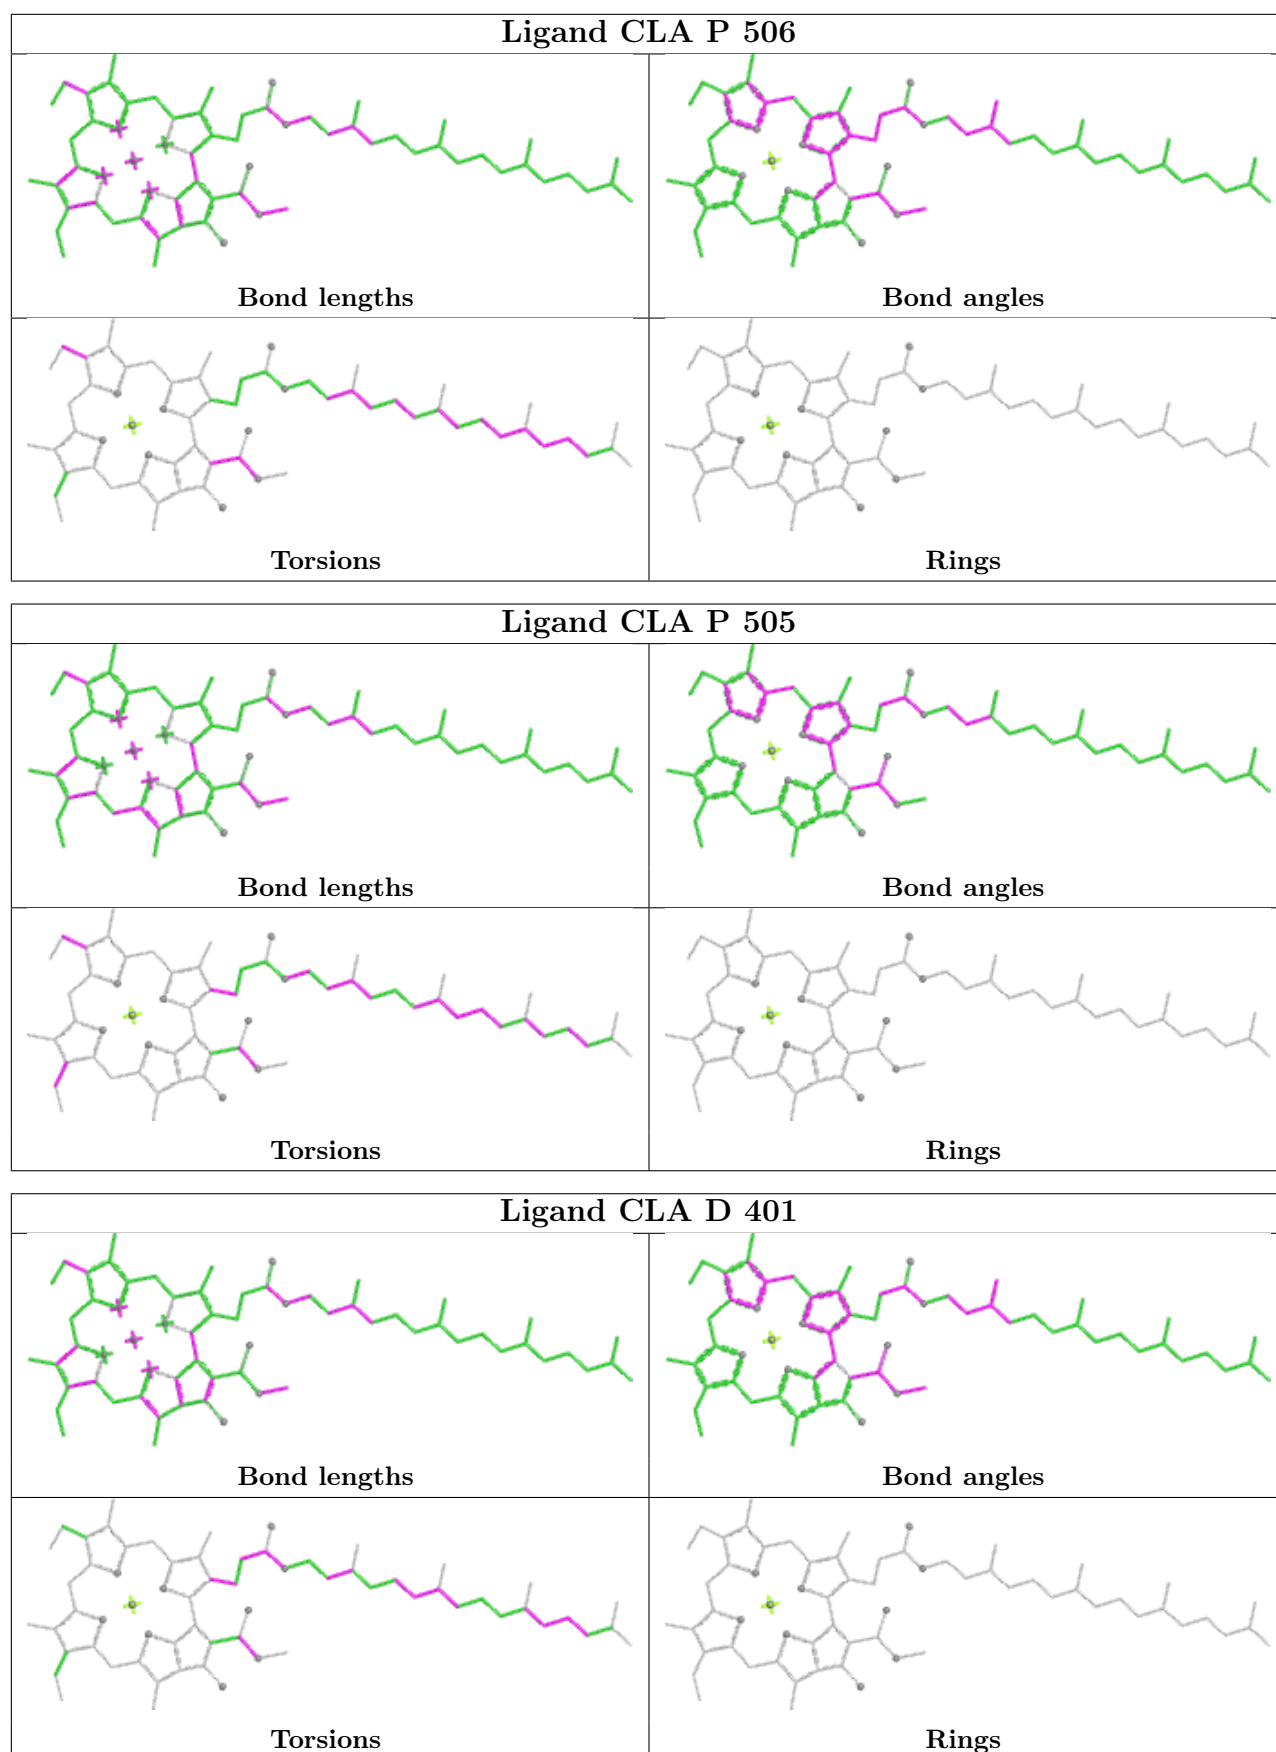 Ligand CLA P 506
Bond lengths
Bond angles
Torsions
Rings
Ligand CLA P 505
Bond lengths
Bond angles
Torsions
Rings
Ligand CLA D 401
Bond lengths
Bond angles
Torsions
Rings